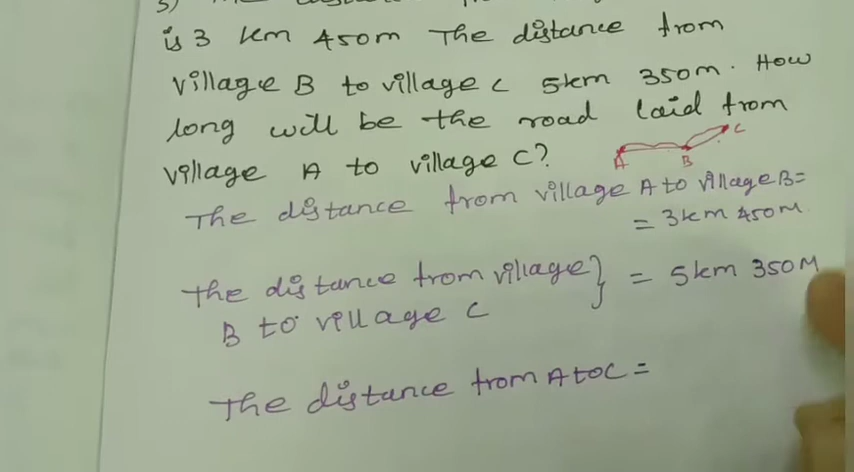 is 3 km 450m The distance from
village B to village C 5km 350m. How
long will be the road laid from
village A to village C?
A B C
The distance from village A to village B=
= 3km 450M.
The distance from village } = 5km 350M
B to village C
The distance from A to C =